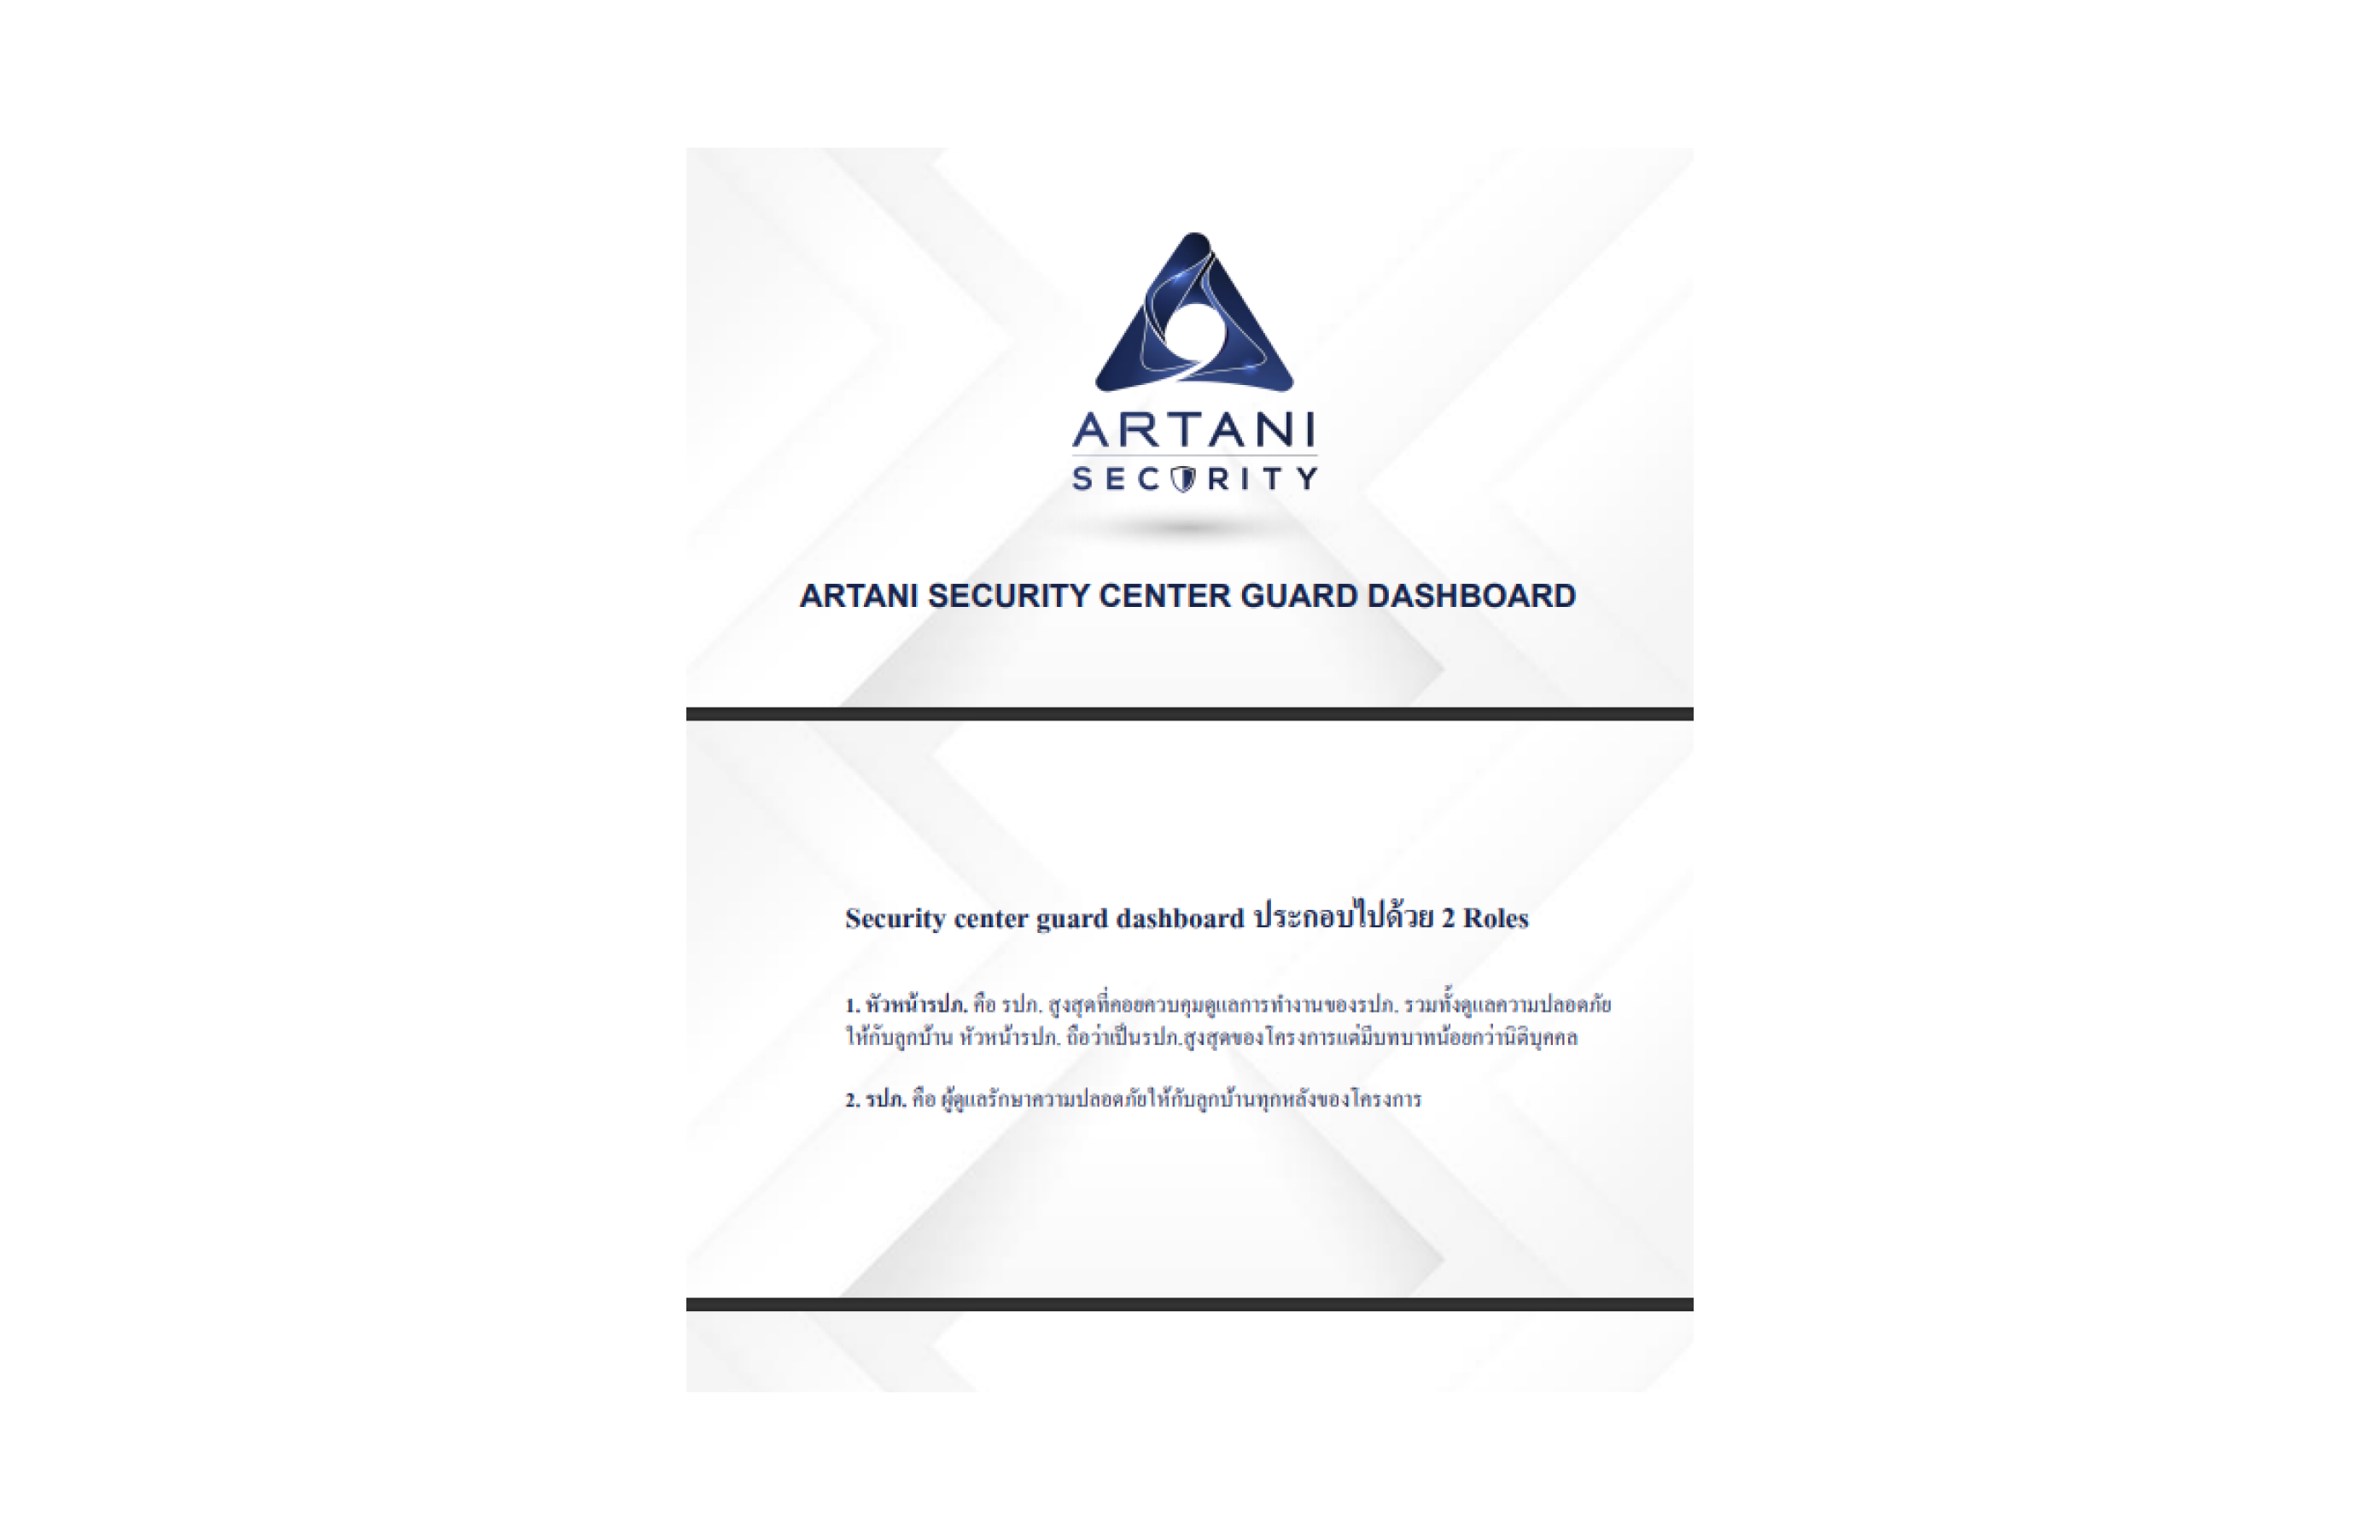 ARTANI
SECURITY
ARTANI SECURITY CENTER GUARD DASHBOARD
Security center guard dashboard ประกอบไปด้วย 2 Roles
1. หัวหน้ารปภ. คือ รปภ. สูงสุดที่คอยควบคุมดูแลการทำงานของรปภ. รวมทั้งดูแลความปลอดภัย
ให้กับลูกบ้าน หัวหน้ารปภ. ถือว่าเป็นรปภ.สูงสุดของโครงการแต่มีบทบาทน้อยกว่านิติบุคคล
2. รปภ. คือ ผู้ดูแลรักษาความปลอดภัยให้กับลูกบ้านทุกหลังของโครงการ